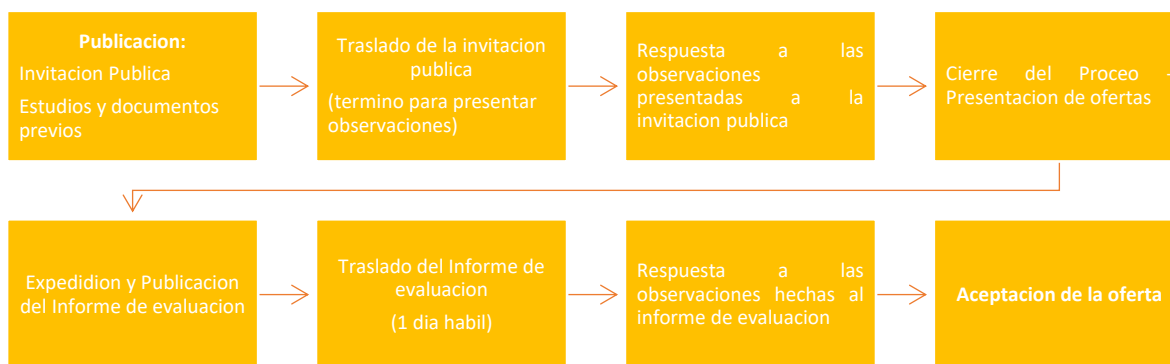 Publicacion:
Invitacion Publica
Estudios y documentos
previos
Traslado de la invitacion
publica
(termino para presentar
observaciones)
Respuesta a las
observaciones
presentadas a la
invitacion publica
Cierre del Proceo -
Presentacion de ofertas
Expedidion y Publicacion
del Informe de evaluacion
Traslado del Informe de
evaluacion
(1 dia habil)
Respuesta a las
observaciones hechas al
informe de evaluacion
Aceptacion de la oferta